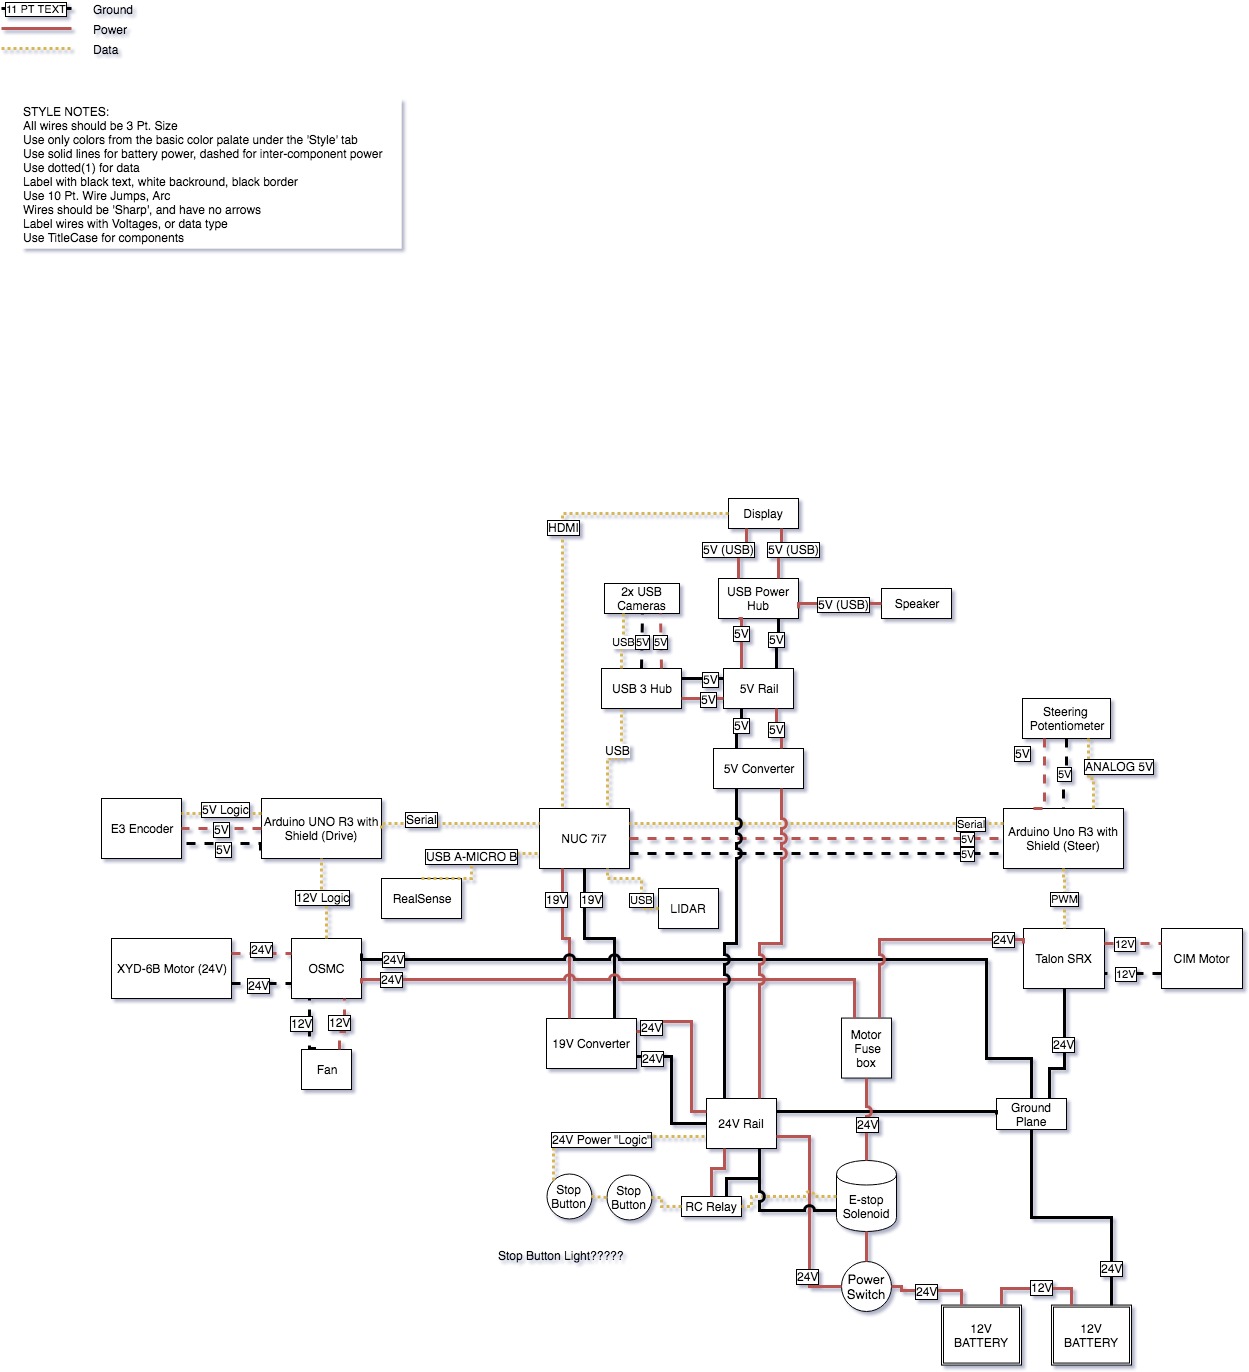 11 PT TEXT
Ground
Power
Data
STYLE NOTES:
All wires should be 3 Pt. Size
Use only colors from the basic color palate under the 'Style' tab
Use solid lines for battery power, dashed for inter-component power
Use dotted(1) for data
Label with black text, white backround, black border
Use 10 Pt. Wire Jumps, Arc
Wires should be 'Sharp', and have no arrows
Label wires with Voltages, or data type
Use TitleCase for components
Display
HDMI
5V (USB)
5V (USB)
2x USB
Cameras
USB Power
Hub
5V (USB)
Speaker
USB
5V
5V
5V
5V
USB 3 Hub
5V
5V
5V Rail
5V
5V
Steering
Potentiometer
USB
5V
5V
ANALOG 5V
5V Converter
E3 Encoder
5V Logic
5V
5V
Arduino UNO R3 with
Shield (Drive)
Serial
NUC 7i7
Serial
5V
5V
Arduino Uno R3 with
Shield (Steer)
USB A-MICRO B
12V Logic
RealSense
19V
19V
USB
LIDAR
PWM
XYD-6B Motor (24V)
24V
24V
OSMC
24V
24V
24V
Talon SRX
12V
12V
CIM Motor
12V
12V
Fan
19V Converter
24V
24V
Motor
Fuse
box
24V
24V Rail
24V
Ground
Plane
24V Power "Logic"
Stop
Button
Stop
Button
RC Relay
E-stop
Solenoid
Stop Button Light?????
24V
Power
Switch
24V
12V
24V
12V
BATTERY
12V
BATTERY